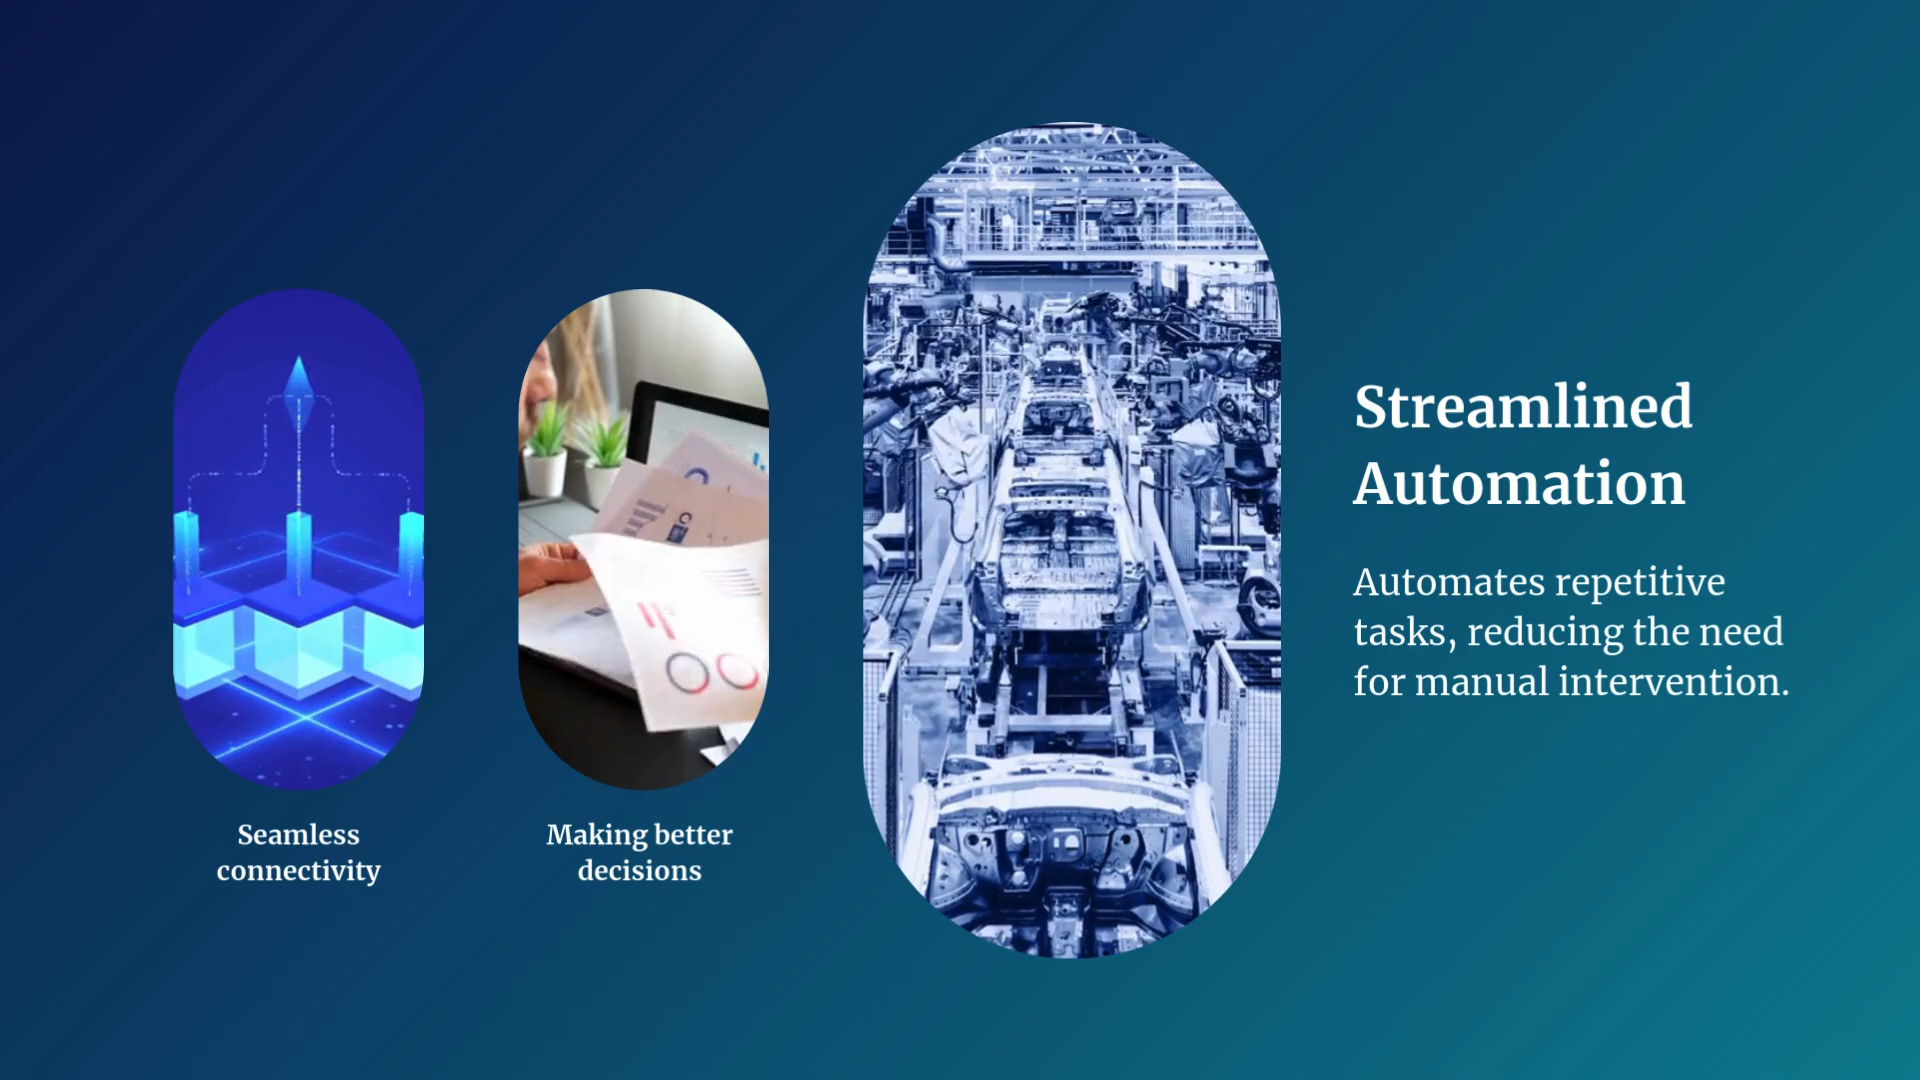 Seamless
connectivity
Making better
decisions
Streamlined
Automation
Automates repetitive
tasks, reducing the need
for manual intervention.